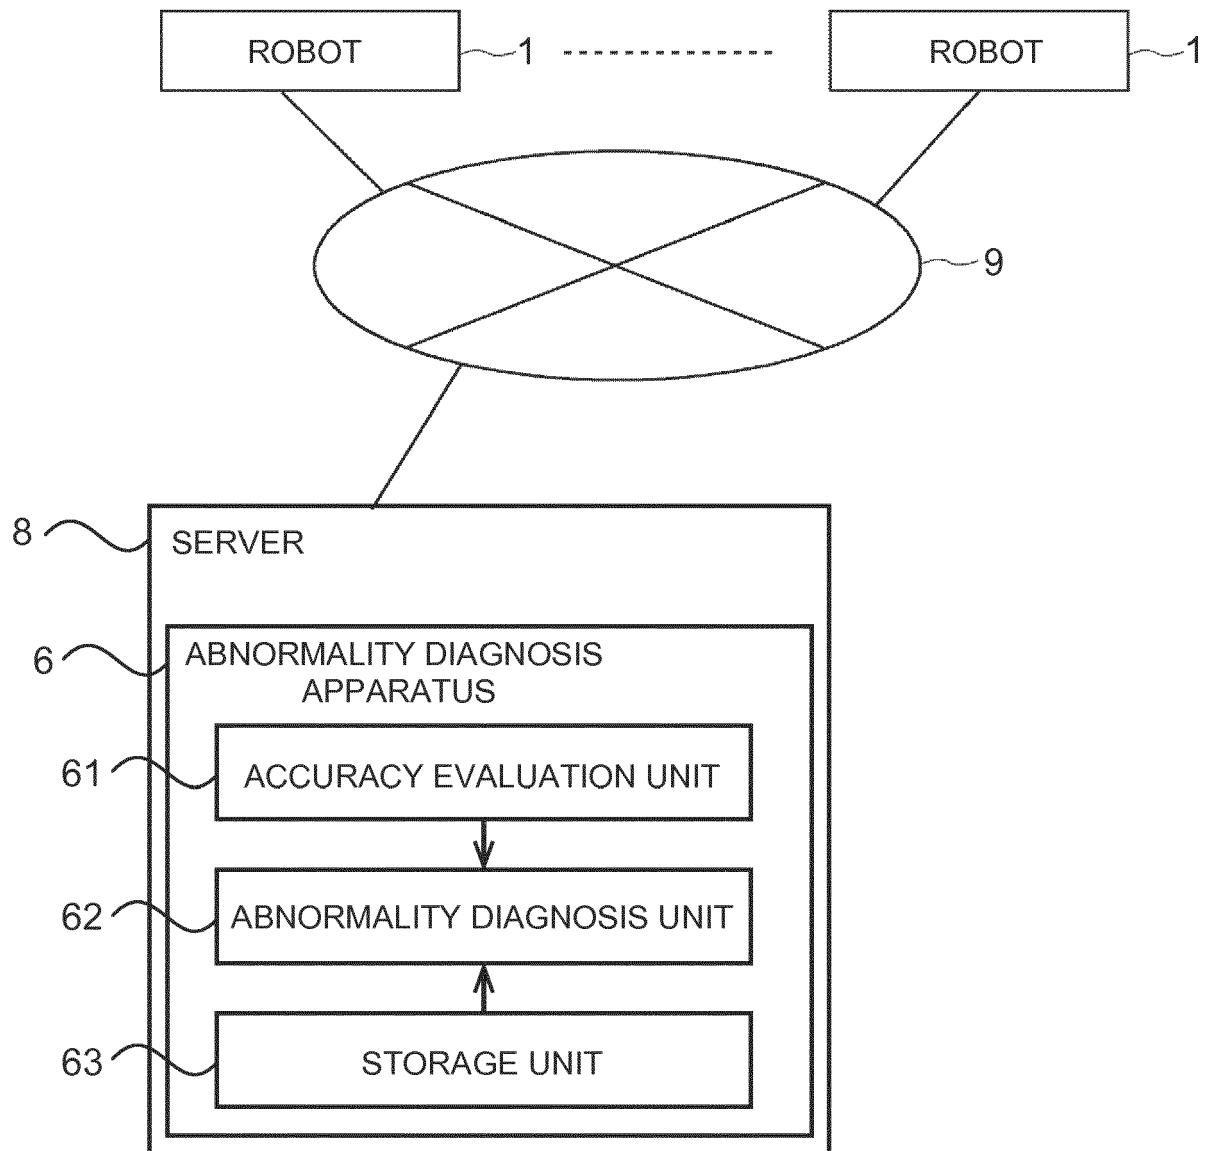 ROBOT 1 ROBOT 1
9
8 SERVER
6 ABNORMALITY DIAGNOSIS
APPARATUS
61 ACCURACY EVALUATION UNIT
62 ABNORMALITY DIAGNOSIS UNIT
63 STORAGE UNIT